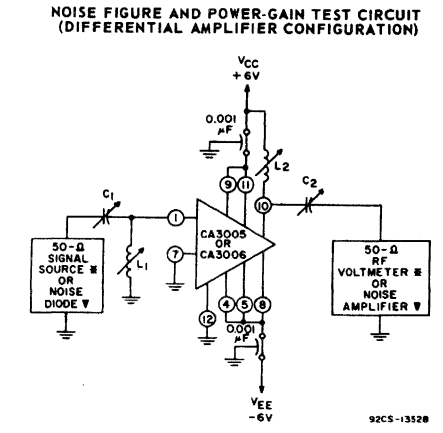 NOISE FIGURE AND POWER-GAIN TEST CIRCUIT
(DIFFERENTIAL AMPLIFIER CONFIGURATION)
VCC
+6V
0.001
µF
L2
C1
C2
9
11
10
1
CA3005
OR
CA3006
7
L1
50-Ω
SIGNAL
SOURCE ※
OR
NOISE
DIODE ▼
50-Ω
RF
VOLTMETER ※
OR
NOISE
AMPLIFIER ▼
4
5
8
12
0.001
µF
VEE
-6V
92CS-13528